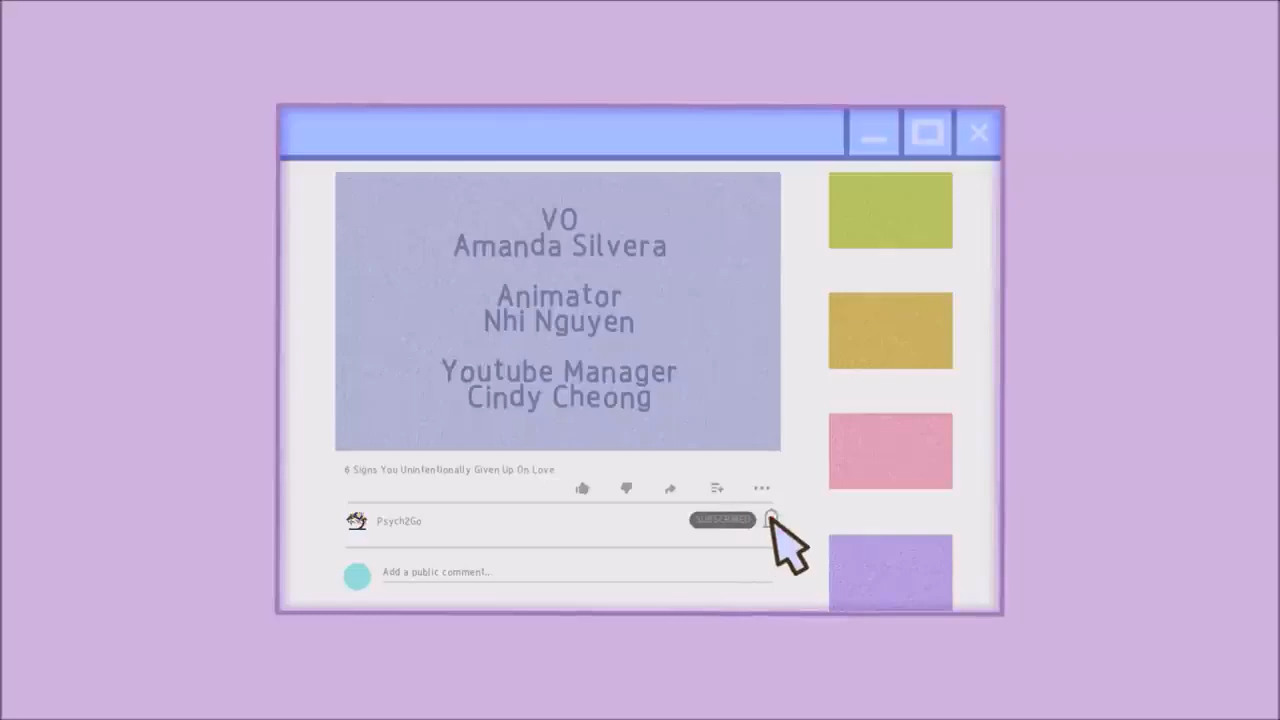 VO
Amanda Silvera
Animator
Nhi Nguyen
Youtube Manager
Cindy Cheong
6 Signs You Unintentionally Given Up On Love
Psych2Go
SUBSCRIBED
Add a public comment...